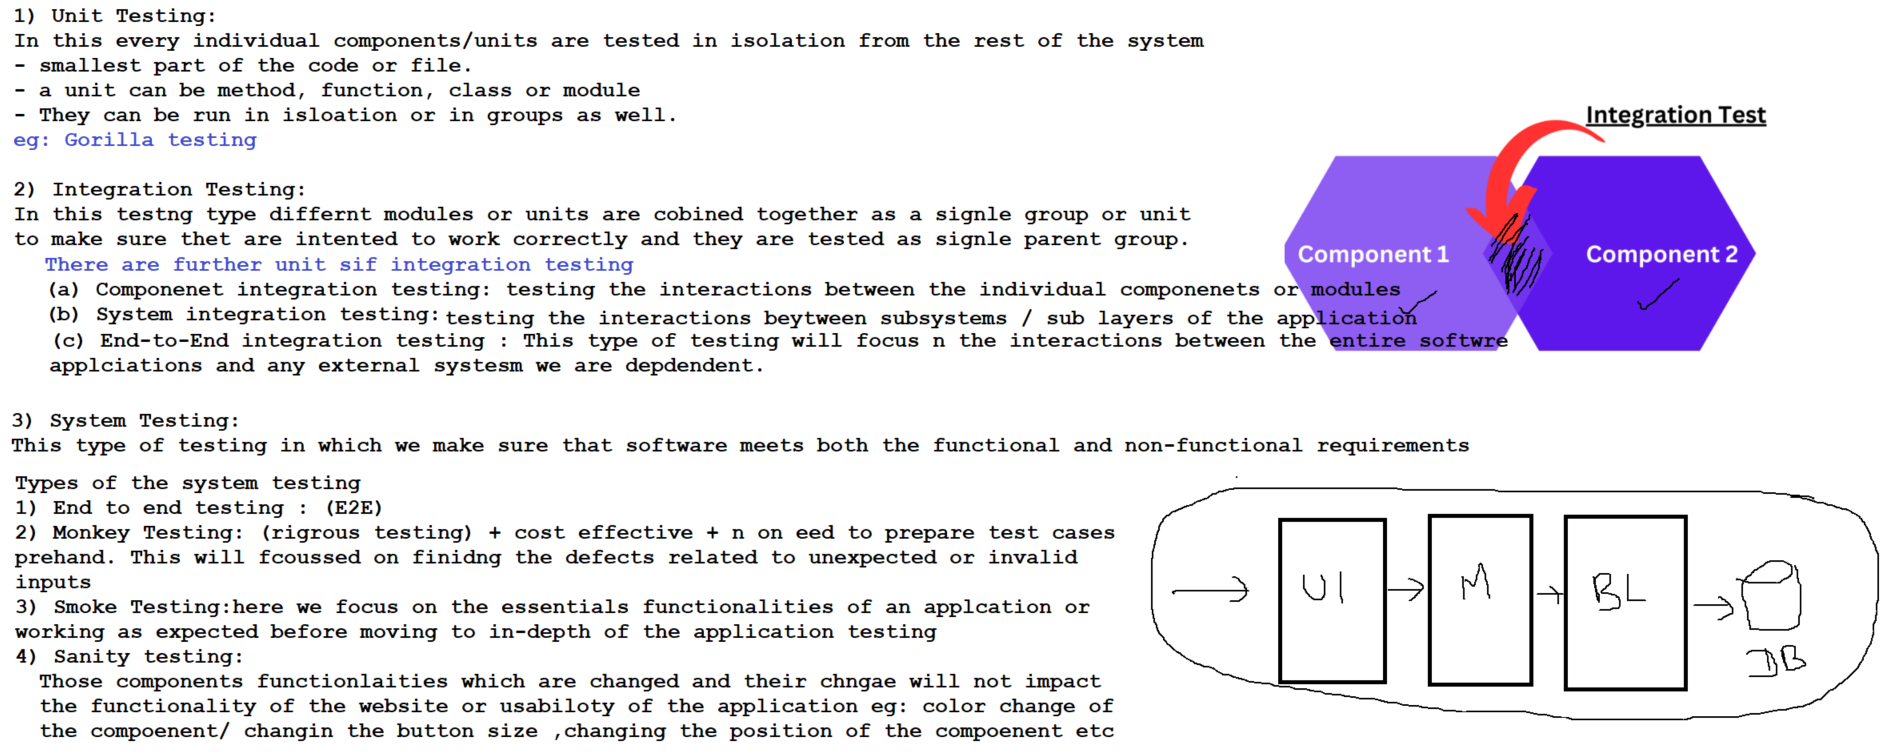 1) Unit Testing:
In this every individual components/units are tested in isolation from the rest of the system
- smallest part of the code or file.
- a unit can be method, function, class or module
- They can be run in isloation or in groups as well.
eg: Gorilla testing
Integration Test
2) Integration Testing:
In this testng type differnt modules or units are cobined together as a signle group or unit
to make sure thet are intented to work correctly and they are tested as signle parent group.
Component 1
Component 2
There are further unit sif integration testing
(a) Componenet integration testing: testing the interactions between the individual componenets or modules
(b) System integration testing: testing the interactions beytween subsystems / sub layers of the application
(c) End-to-End integration testing : This type of testing will focus n the interactions between the entire softwre
applciations and any external systesm we are depdendent.
3) System Testing:
This type of testing in which we make sure that software meets both the functional and non-functional requirements
Types of the system testing
1) End to end testing : (E2E)
2) Monkey Testing: (rigrous testing) + cost effective + n on eed to prepare test cases
prehand. This will fcoussed on finidng the defects related to unexpected or invalid
inputs
3) Smoke Testing:here we focus on the essentials functionalities of an applcation or
working as expected before moving to in-depth of the application testing
4) Sanity testing:
Those components functionlaities which are changed and their chngae will not impact
the functionality of the website or usabiloty of the application eg: color change of
the compoenent/ changin the button size ,changing the position of the compoenent etc
UI
M
BL
DB